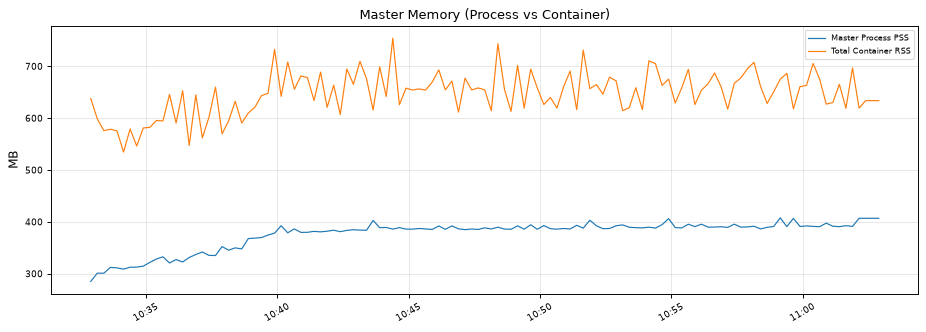 Master Memory (Process vs Container)
Master Process PSS
Total Container RSS
MB
700
600
500
400
300
10:35
10:40
10:45
10:50
10:55
11:00